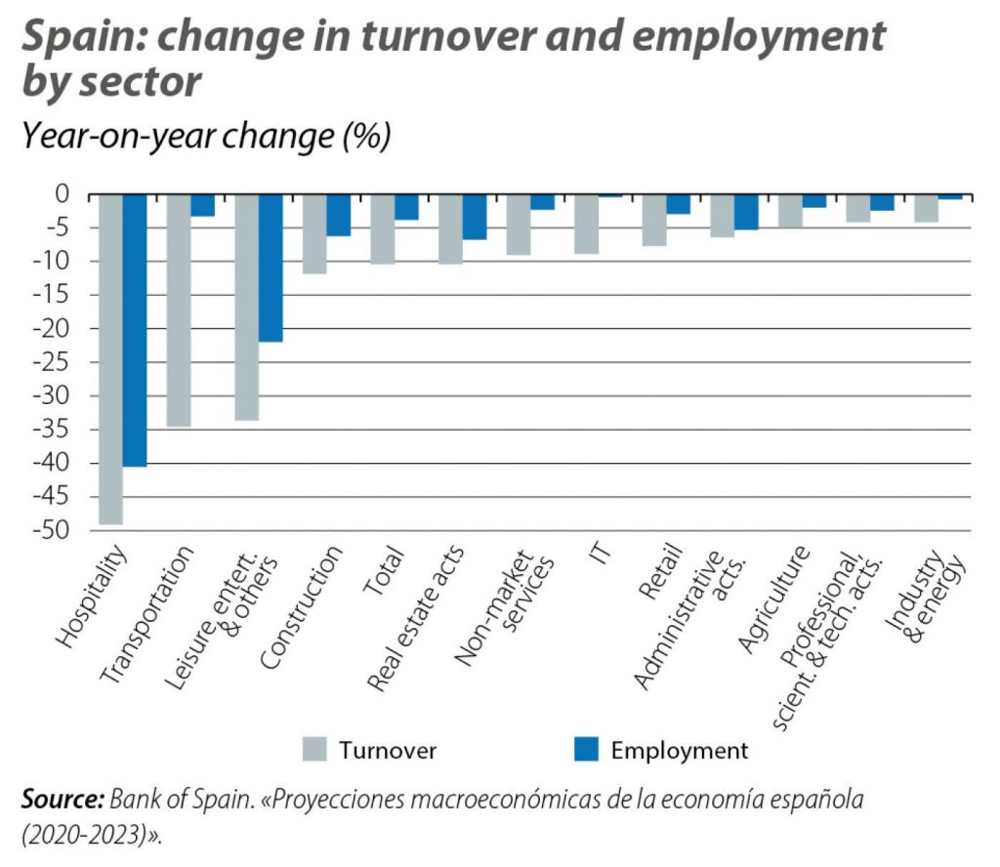 Spain: change in turnover and employment
by sector
Year-on-year change (%)
0
-5
-10
-15
-20
-25
-30
-35
-40
-45
-50
Hospitality
Transportation
Leisure, entert.
& others
Construction
Total
Real estate acts
Non-market
services
IT
Retail
Administrative
acts.
Agriculture
Professional,
scient. & tech. acts.
Industry
& energy
Turnover
Employment
Source: Bank of Spain. «Proyecciones macroeconómicas de la economía española
(2020-2023)».